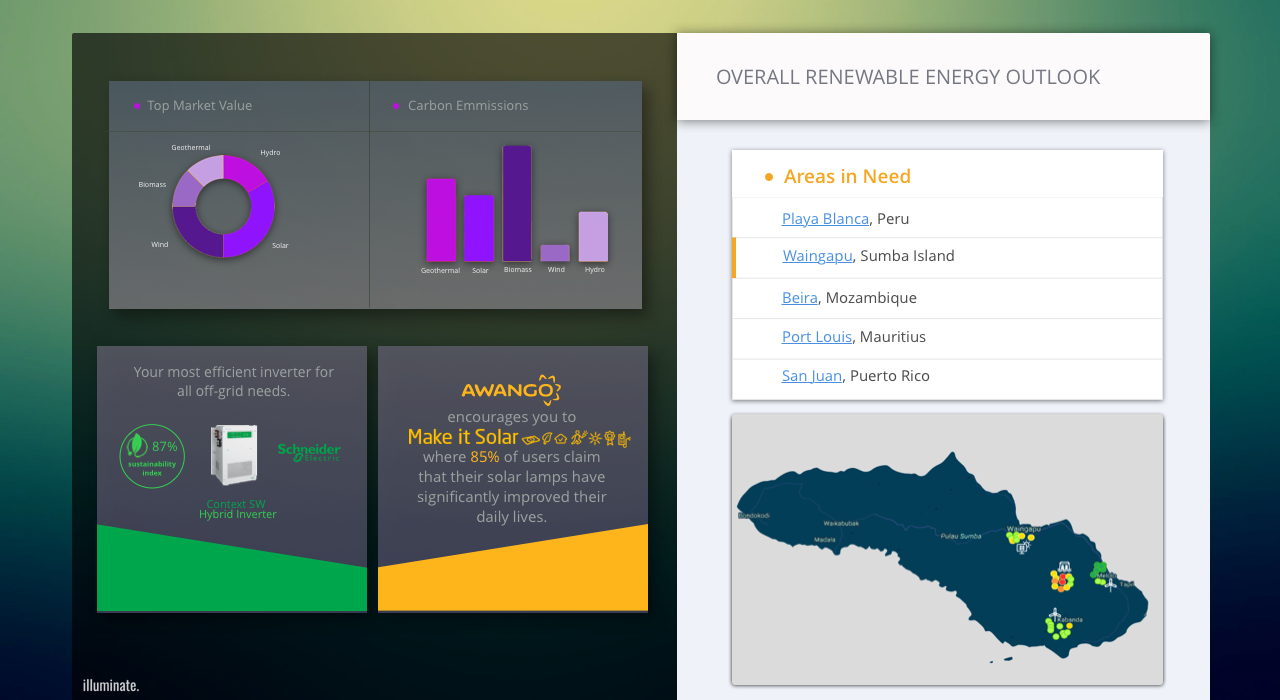 OVERALL RENEWABLE ENERGY OUTLOOK
Top Market Value
Carbon Emmissions
Geothermal
Hydro
Biomass
Wind
Solar
Geothermal
Solar
Biomass
Wind
Hydro
Areas in Need
Playa Blanca, Peru
Waingapu, Sumba Island
Beira, Mozambique
Port Louis, Mauritius
San Juan, Puerto Rico
Your most efficient inverter for
all off-grid needs.
87%
sustainability
index
Schneider
Electric
Context SW
Hybrid Inverter
AWANGO
encourages you to
Make it Solar
where 85% of users claim
that their solar lamps have
significantly improved their
daily lives.
Waikabubak
Madala
Pulau Sumba
Waingapu
Kabanda
illuminate.